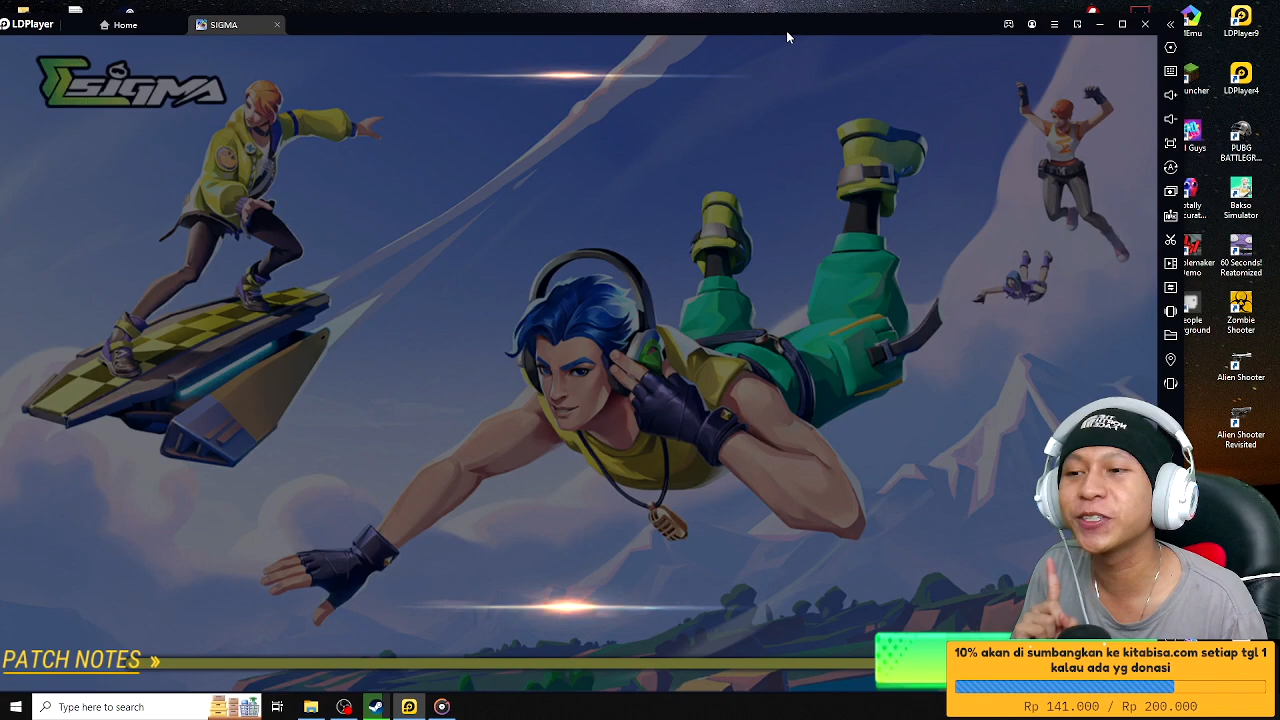 LDPlayer
Home
SIGMA
SIGMA
PATCH NOTES »
Type here to search
LDPlayer9
LDPlayer4
PUBG
BATTLEGR...
Bakso
Simulator
60 Seconds!
Reatomized
Zombie
Shooter
Alien Shooter
Alien Shooter
Revisited
10% akan di sumbangkan ke kitabisa.com setiap tgl 1
kalau ada yg donasi
Rp 141.000 / Rp 200.000